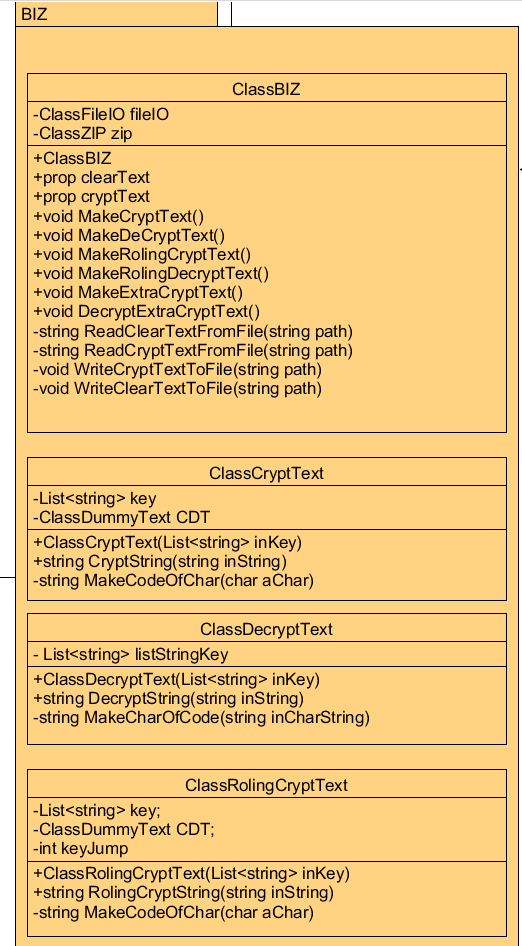 BIZ
ClassBIZ
-ClassFileIO fileIO
-ClassZIP zip
+ClassBIZ
+prop clearText
+prop cryptText
+void MakeCryptText()
+void MakeDeCryptText()
+void MakeRolingCryptText()
+void MakeRolingDecryptText()
+void MakeExtraCryptText()
+void DecryptExtraCryptText()
-string ReadClearTextFromFile(string path)
-string ReadCryptTextFromFile(string path)
-void WriteCryptTextToFile(string path)
-void WriteClearTextToFile(string path)
ClassCryptText
-List<string> key
-ClassDummyText CDT
+ClassCryptText(List<string> inKey)
+string CryptString(string inString)
-string MakeCodeOfChar(char aChar)
ClassDecryptText
- List<string> listStringKey
+ClassDecryptText(List<string> inKey)
+string DecryptString(string inString)
-string MakeCharOfCode(string inCharString)
ClassRolingCryptText
-List<string> key;
-ClassDummyText CDT;
-int keyJump
+ClassRolingCryptText(List<string> inKey)
+string RolingCryptString(string inString)
-string MakeCodeOfChar(char aChar)